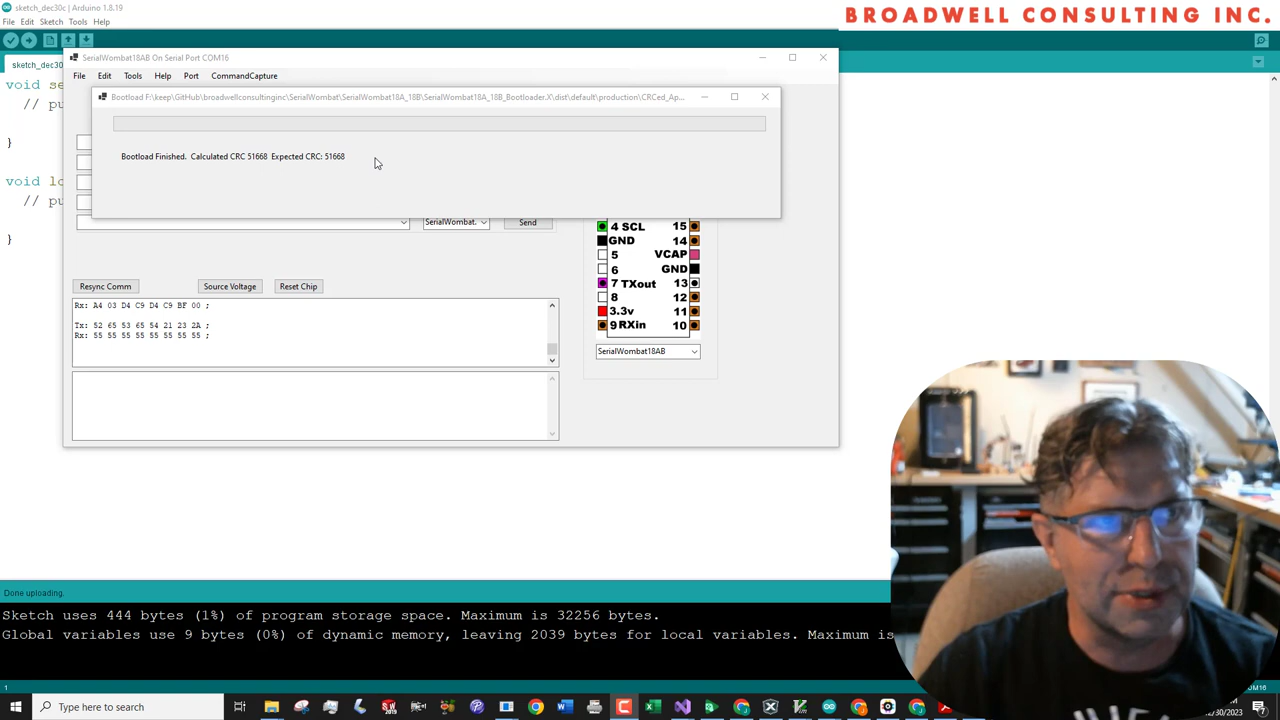 sketch_dec30c | Arduino 1.8.19
BROADWELL CONSULTING INC.
File Edit Sketch Tools Help
sketch_dec30
SerialWombat18AB On Serial Port COM16
File Edit Tools Help Port CommandCapture
void se
// pu
}
void lo
// pu
}
Bootload F:\keep\GitHub\broadwellconsultinginc\SerialWombat\SerialWombat18A_18B\SerialWombat18A_18B_Bootloader.X\dist\default\production\CRCed_Ap...
Bootload Finished. Calculated CRC 51668 Expected CRC: 51668
SerialWombat.
Send
4 SCL 15
GND 14
5 VCAP
6 GND
7 TXout 13
8 12
3.3v 11
9 RXin 10
SerialWombat18AB
Resync Comm Source Voltage Reset Chip
Rx: A4 03 D4 C9 D4 C9 BF 00 ;
Tx: 52 65 53 65 54 21 23 2A ;
Rx: 55 55 55 55 55 55 55 55 ;
Done uploading.
Sketch uses 444 bytes (1%) of program storage space. Maximum is 32256 bytes.
Global variables use 9 bytes (0%) of dynamic memory, leaving 2039 bytes for local variables. Maximum is
1
Type here to search